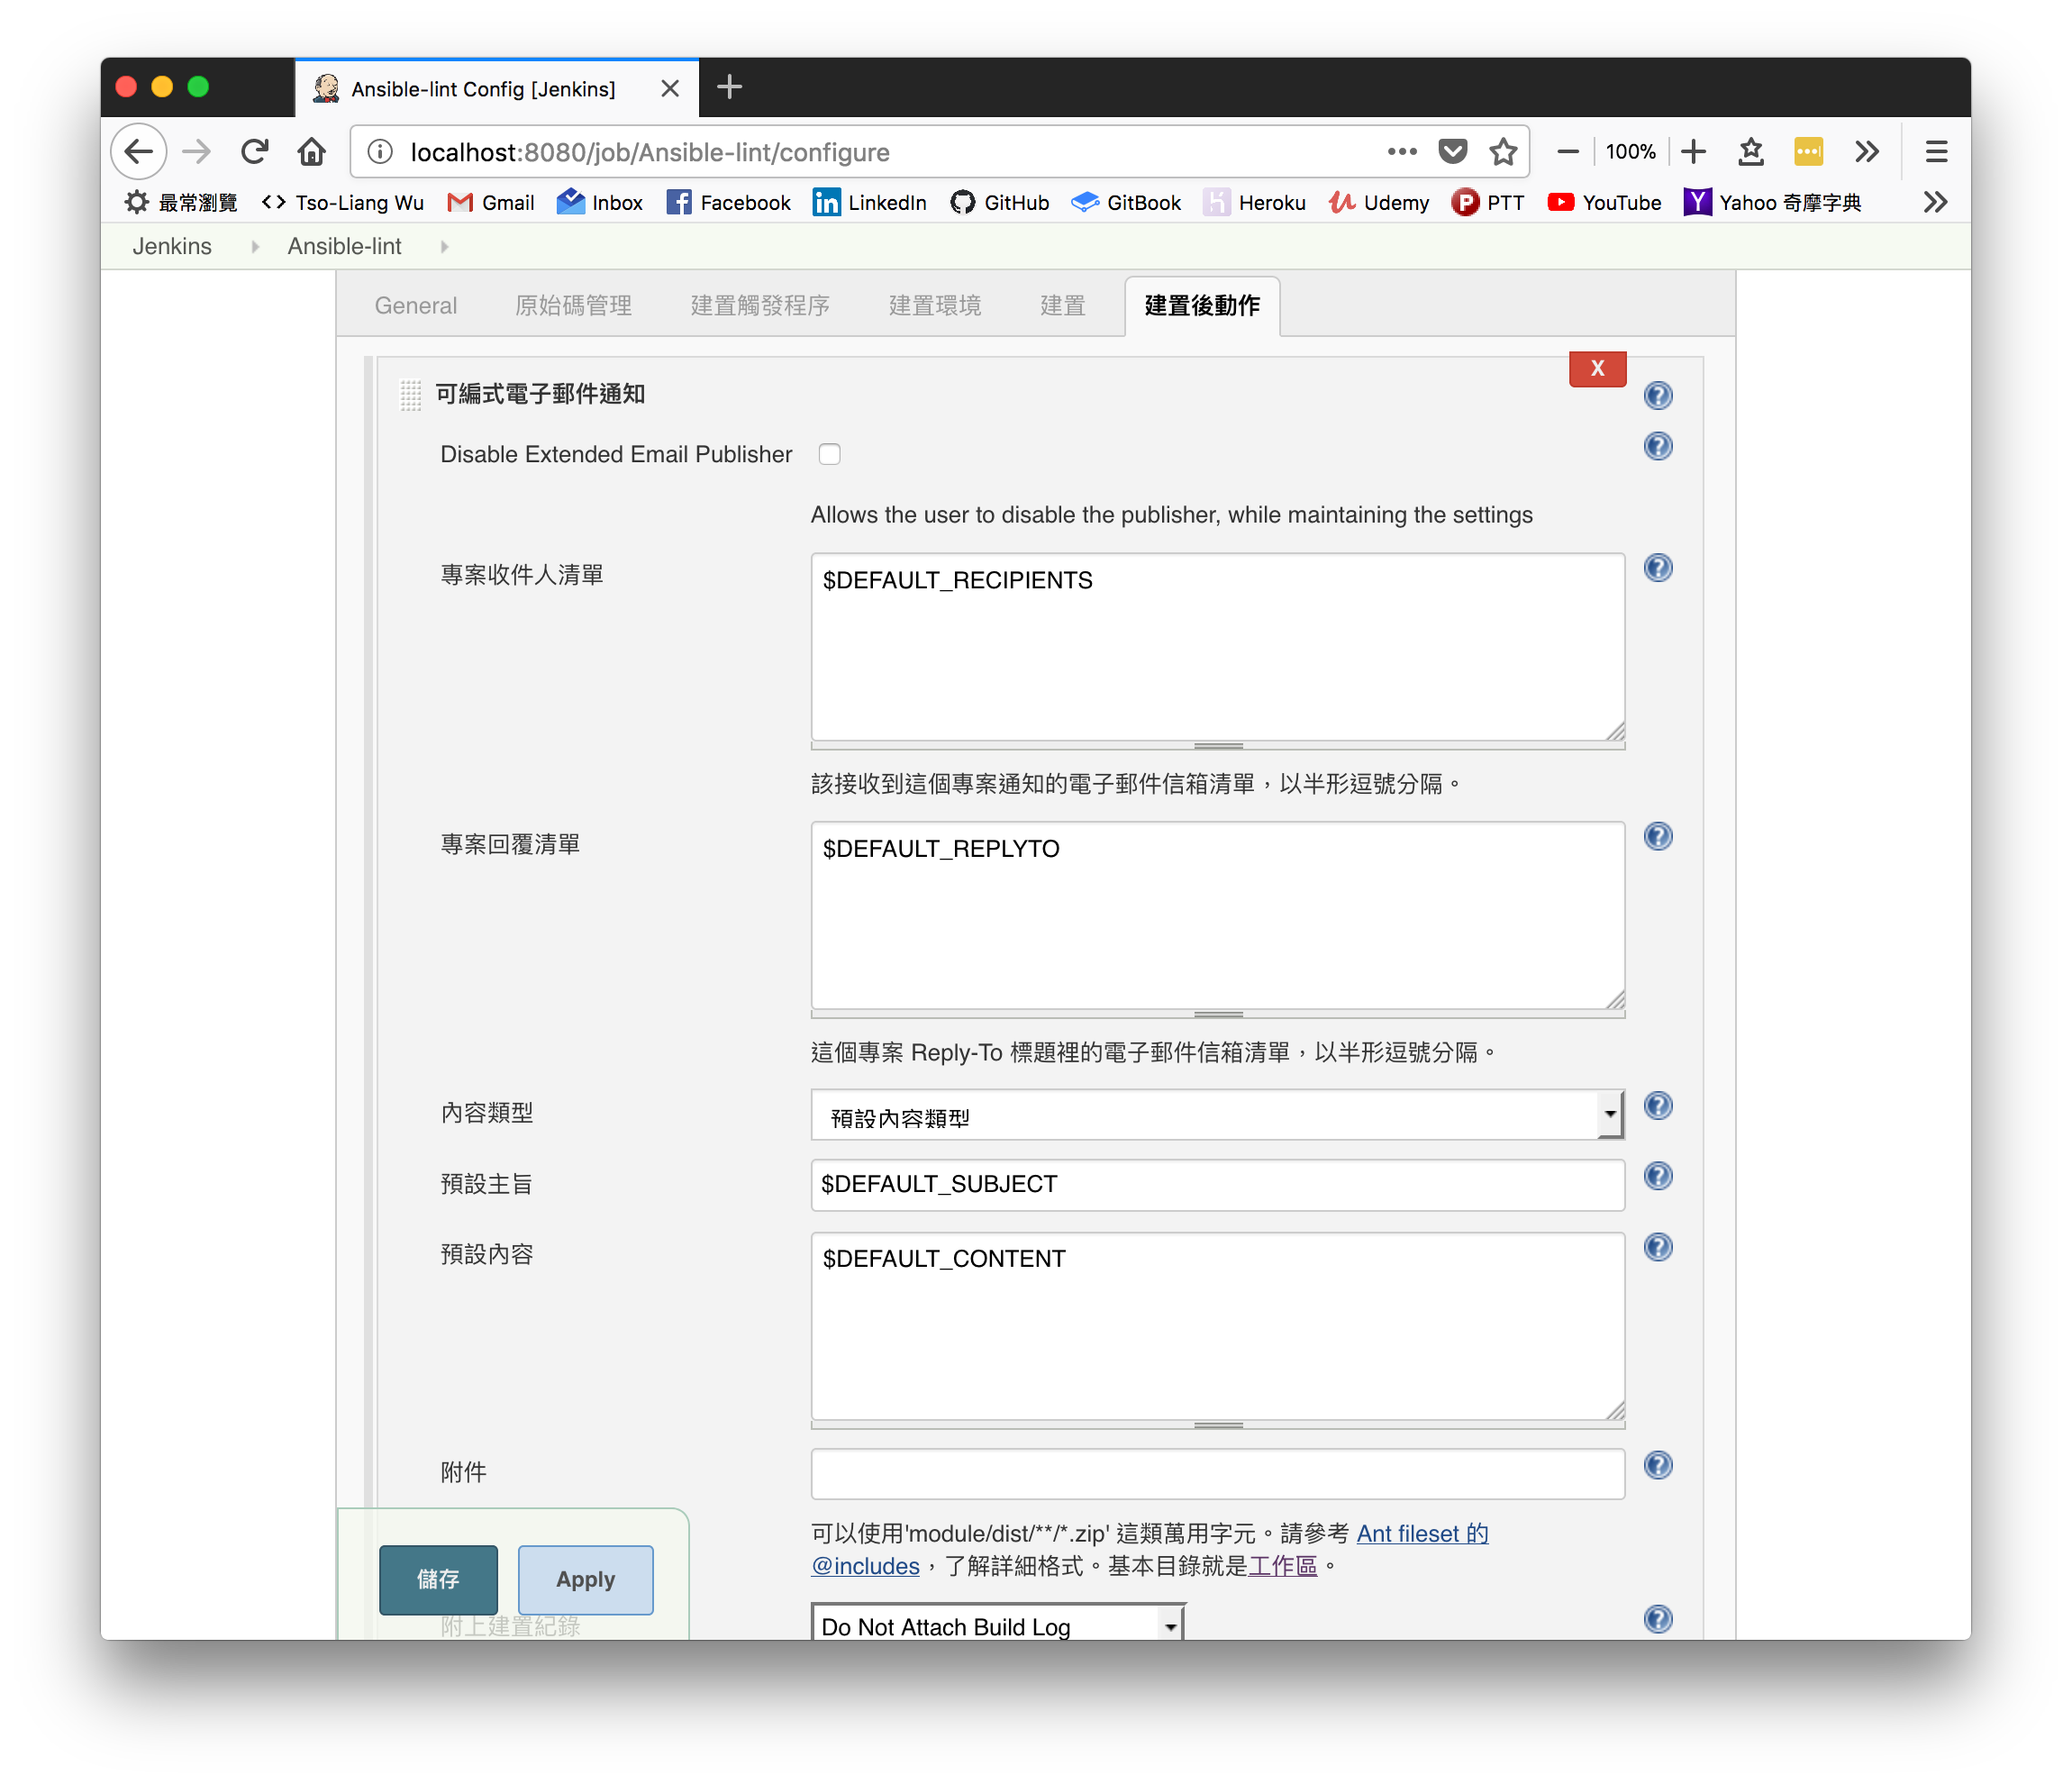 Ansible-lint Config [Jenkins]
localhost:8080/job/Ansible-lint/configure
100%
最常瀏覽 Tso-Liang Wu Gmail Inbox Facebook LinkedIn GitHub GitBook Heroku Udemy PTT YouTube Yahoo 奇摩字典
Jenkins Ansible-lint
General 原始碼管理 建置觸發程序 建置環境 建置 建置後動作
X
可編式電子郵件通知
Disable Extended Email Publisher
Allows the user to disable the publisher, while maintaining the settings
專案收件人清單
$DEFAULT_RECIPIENTS
該接收到這個專案通知的電子郵件信箱清單，以半形逗號分隔。
專案回覆清單
$DEFAULT_REPLYTO
這個專案 Reply-To 標題裡的電子郵件信箱清單，以半形逗號分隔。
內容類型
預設內容類型
預設主旨
$DEFAULT_SUBJECT
預設內容
$DEFAULT_CONTENT
附件
可以使用'module/dist/**/*.zip' 這類萬用字元。請參考 Ant fileset 的
@includes，了解詳細格式。基本目錄就是工作區。
儲存 Apply
附上建置紀錄
Do Not Attach Build Log